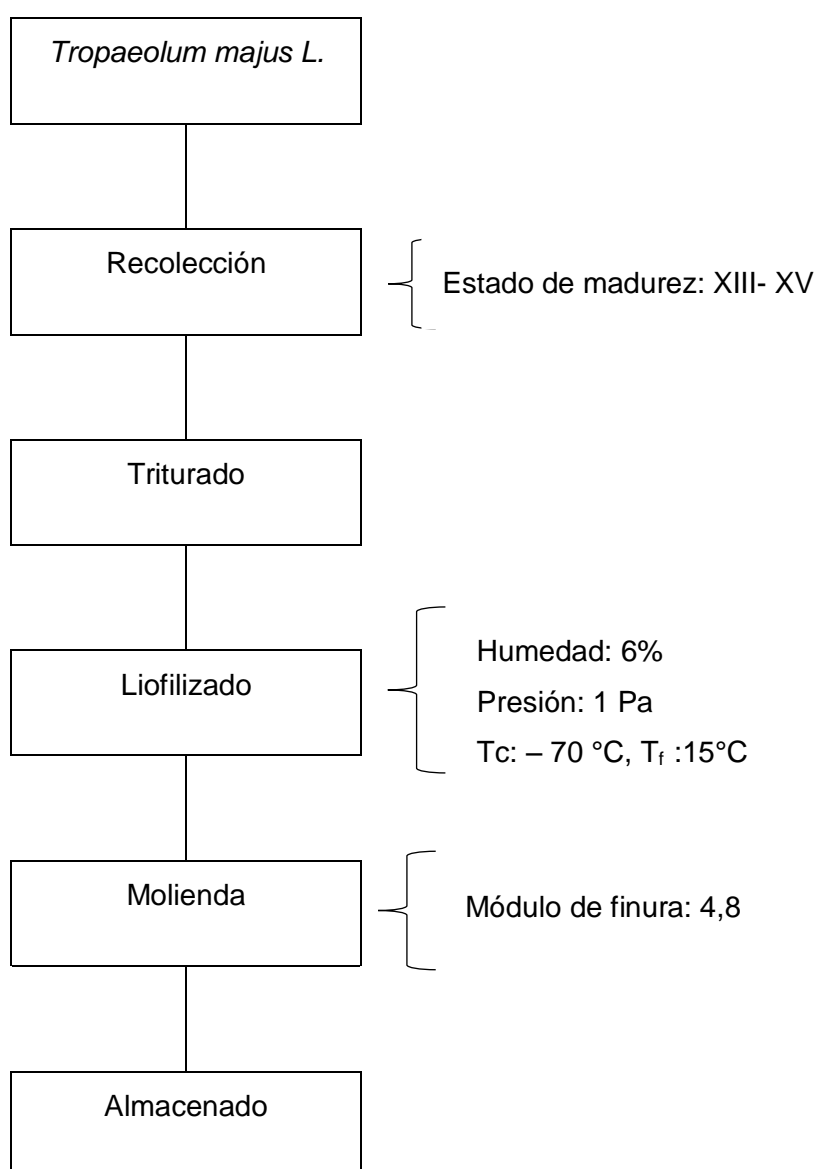 Tropaeolum majus L.
Recolección
Estado de madurez: XIII- XV
Triturado
Liofilizado
Humedad: 6%
Presión: 1 Pa
Tc: – 70 °C, Tf :15°C
Molienda
Módulo de finura: 4,8
Almacenado